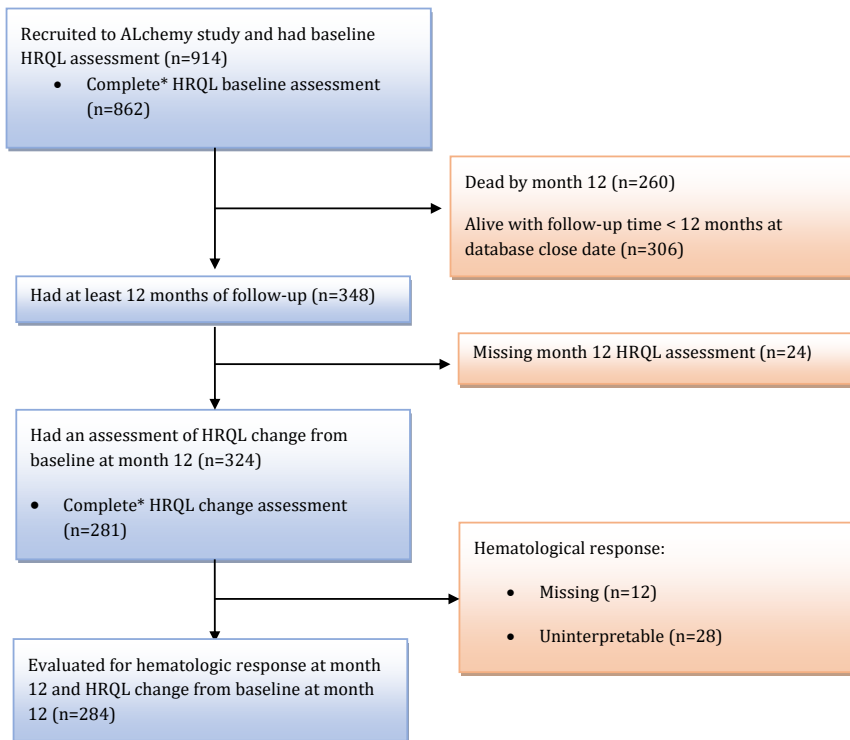 Recruited to ALchemy study and had baseline
HRQL assessment (n=914)
• Complete* HRQL baseline assessment
(n=862)
Dead by month 12 (n=260)
Alive with follow-up time < 12 months at
database close date (n=306)
Had at least 12 months of follow-up (n=348)
Missing month 12 HRQL assessment (n=24)
Had an assessment of HRQL change from
baseline at month 12 (n=324)
• Complete* HRQL change assessment
(n=281)
Hematological response:
• Missing (n=12)
• Uninterpretable (n=28)
Evaluated for hematologic response at month
12 and HRQL change from baseline at month
12 (n=284)